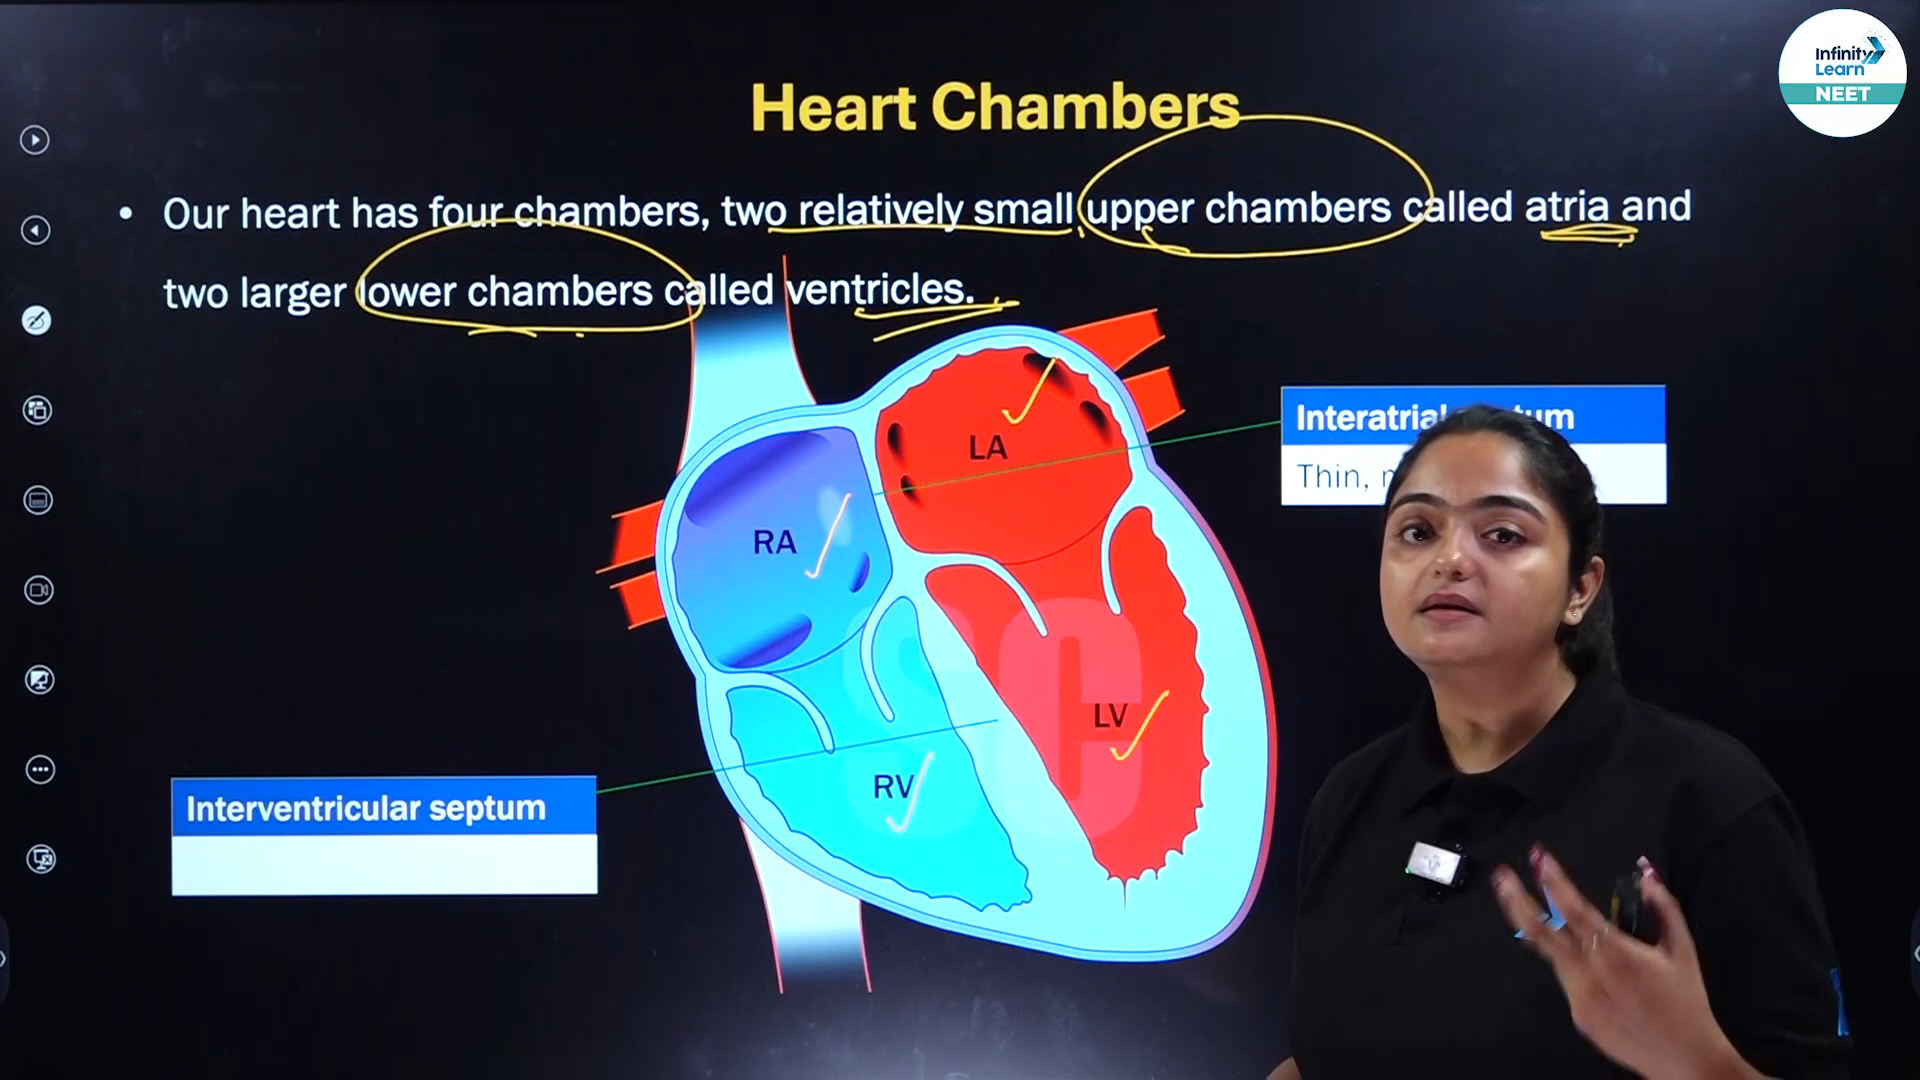 Infinity
Learn
NEET
Heart Chambers
• Our heart has four chambers, two relatively small upper chambers called atria and
two larger lower chambers called ventricles.
Interatrial
Thin,
LA
RA
LV
RV
Interventricular septum